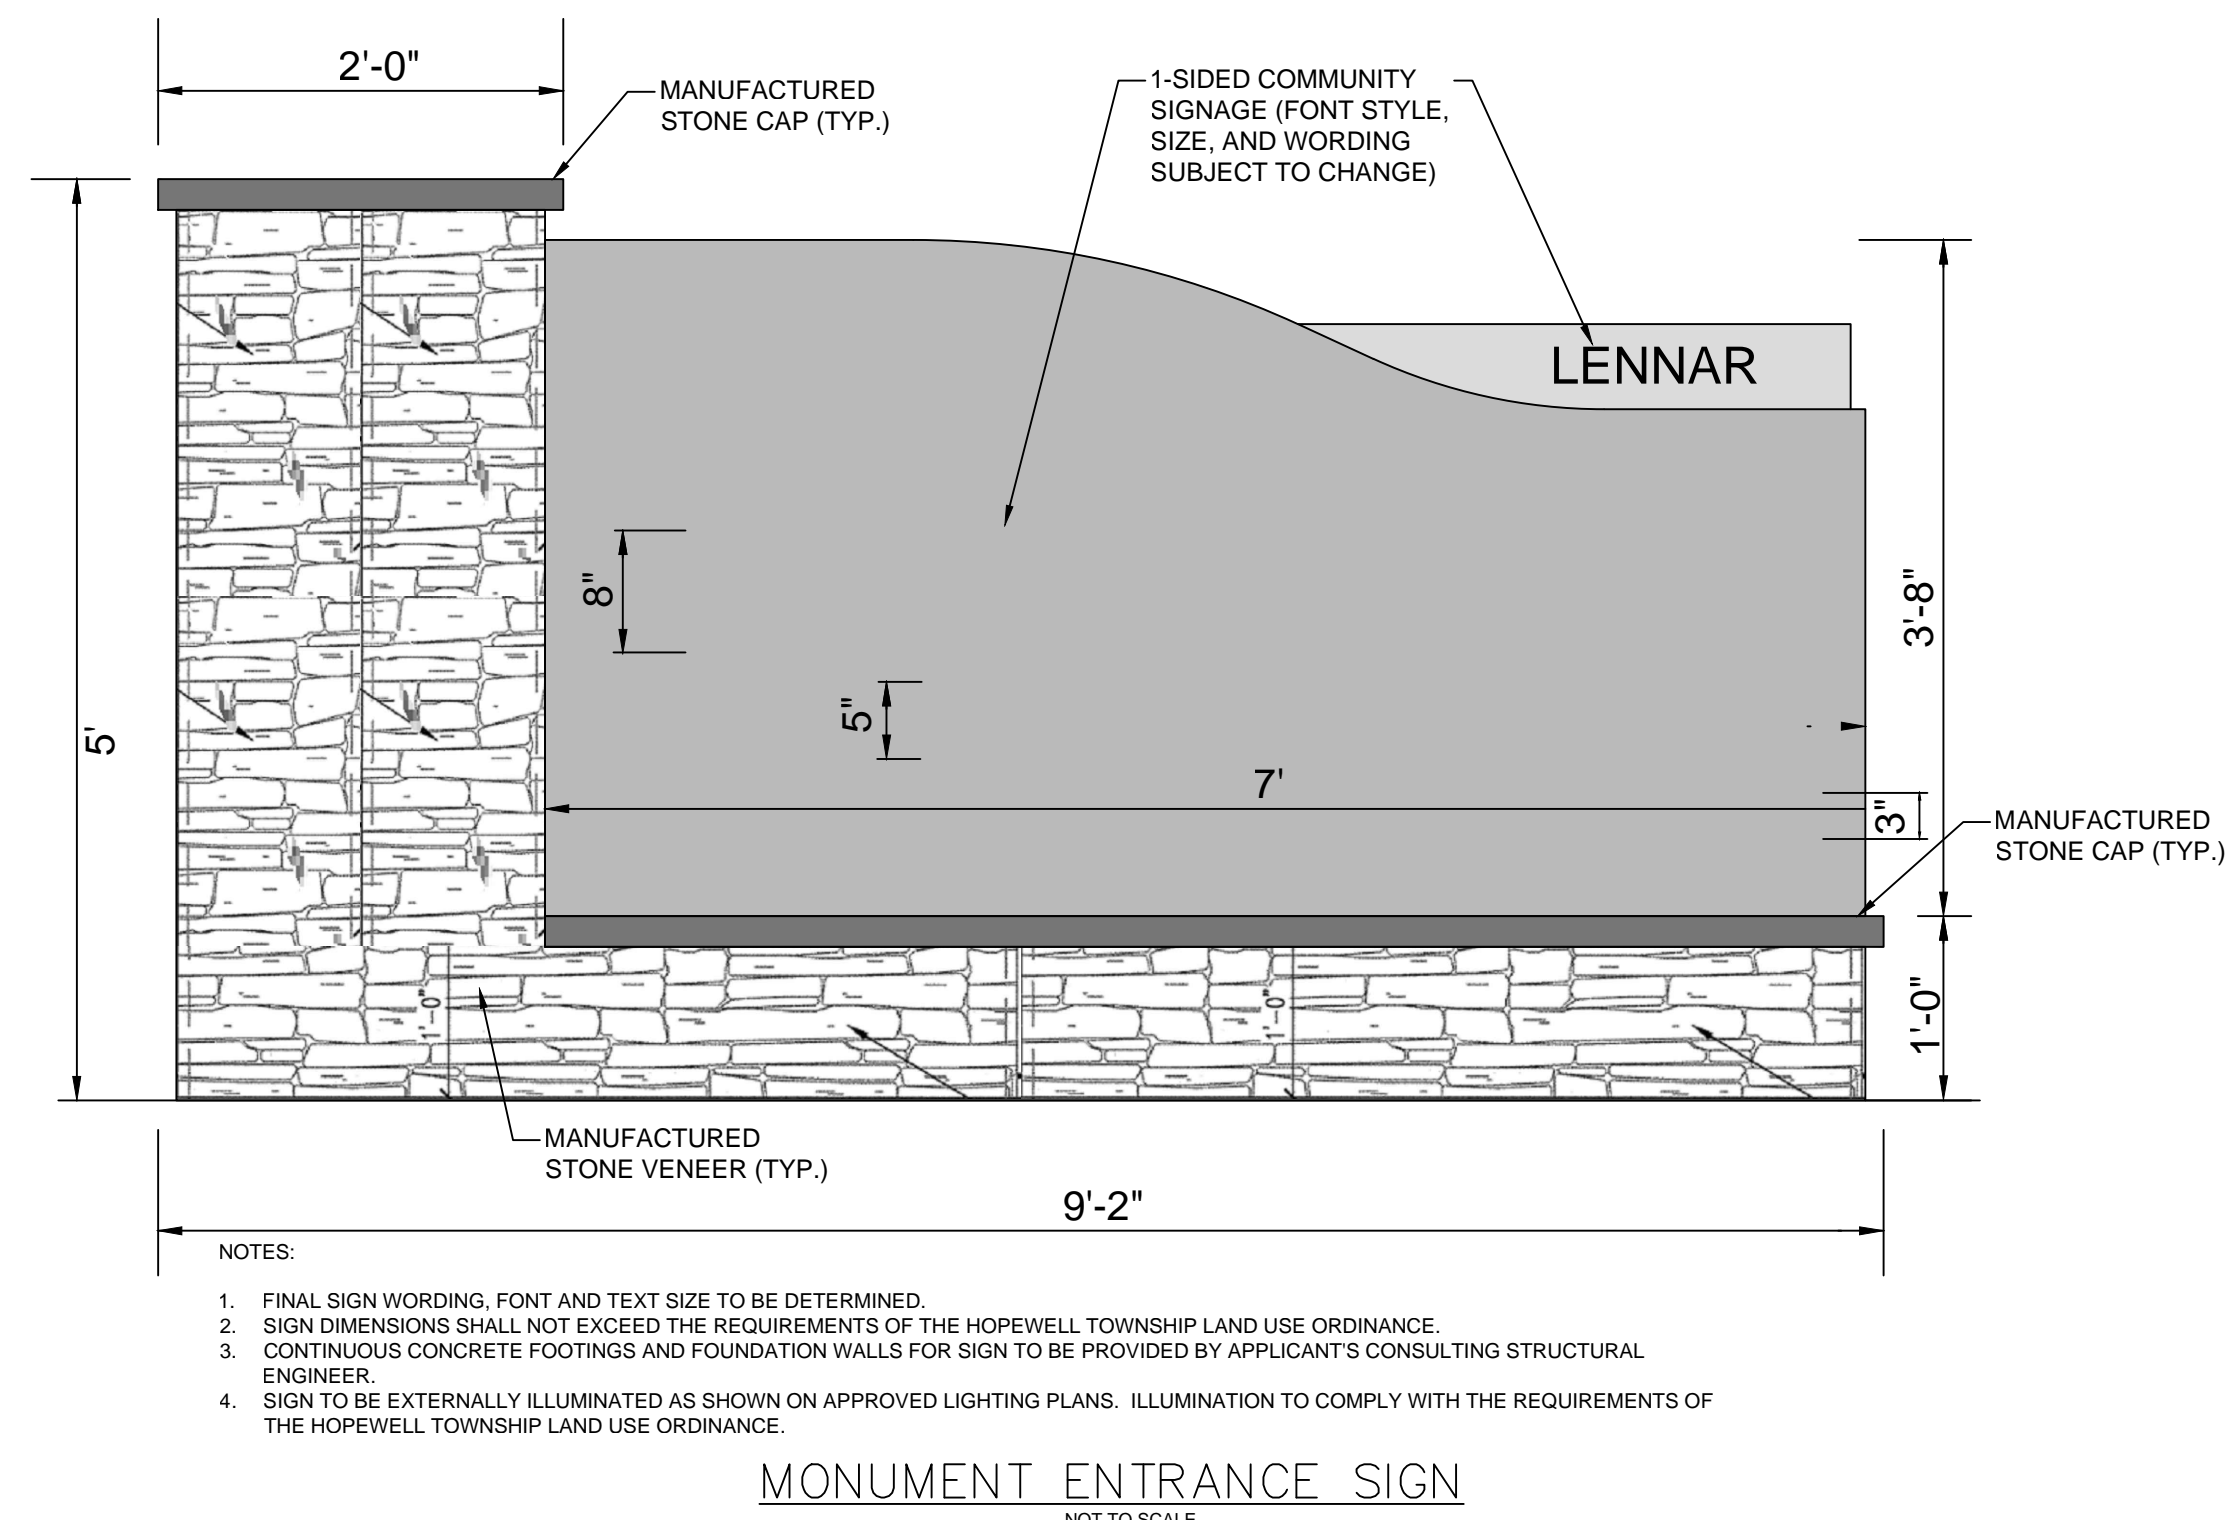 2'-0"
MANUFACTURED
STONE CAP (TYP.)
1-SIDED COMMUNITY
SIGNAGE (FONT STYLE,
SIZE, AND WORDING
SUBJECT TO CHANGE)
LENNAR
8"
3'-8"
5"
5'
7'
3"
MANUFACTURED
STONE CAP (TYP.)
1'-0"
1'-0"
1'-0"
MANUFACTURED
STONE VENEER (TYP.)
9'-2"
NOTES:
1. FINAL SIGN WORDING, FONT AND TEXT SIZE TO BE DETERMINED.
2. SIGN DIMENSIONS SHALL NOT EXCEED THE REQUIREMENTS OF THE HOPEWELL TOWNSHIP LAND USE ORDINANCE.
3. CONTINUOUS CONCRETE FOOTINGS AND FOUNDATION WALLS FOR SIGN TO BE PROVIDED BY APPLICANT'S CONSULTING STRUCTURAL
ENGINEER.
4. SIGN TO BE EXTERNALLY ILLUMINATED AS SHOWN ON APPROVED LIGHTING PLANS. ILLUMINATION TO COMPLY WITH THE REQUIREMENTS OF
THE HOPEWELL TOWNSHIP LAND USE ORDINANCE.
MONUMENT ENTRANCE SIGN
NOT TO SCALE